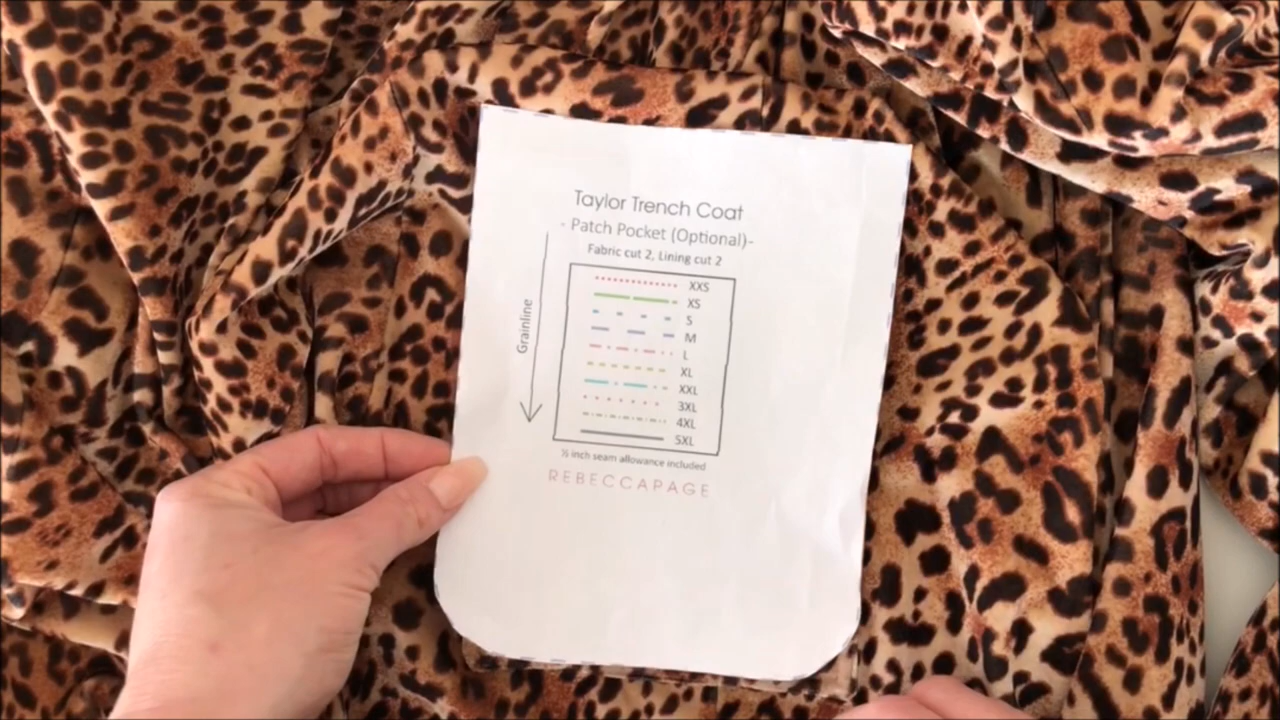 Taylor Trench Coat
- Patch Pocket (Optional)-
Fabric cut 2, Lining cut 2
Grainline
XXS
XS
S
M
L
XL
XXL
3XL
4XL
5XL
½ inch seam allowance included
REBECCAPAGE